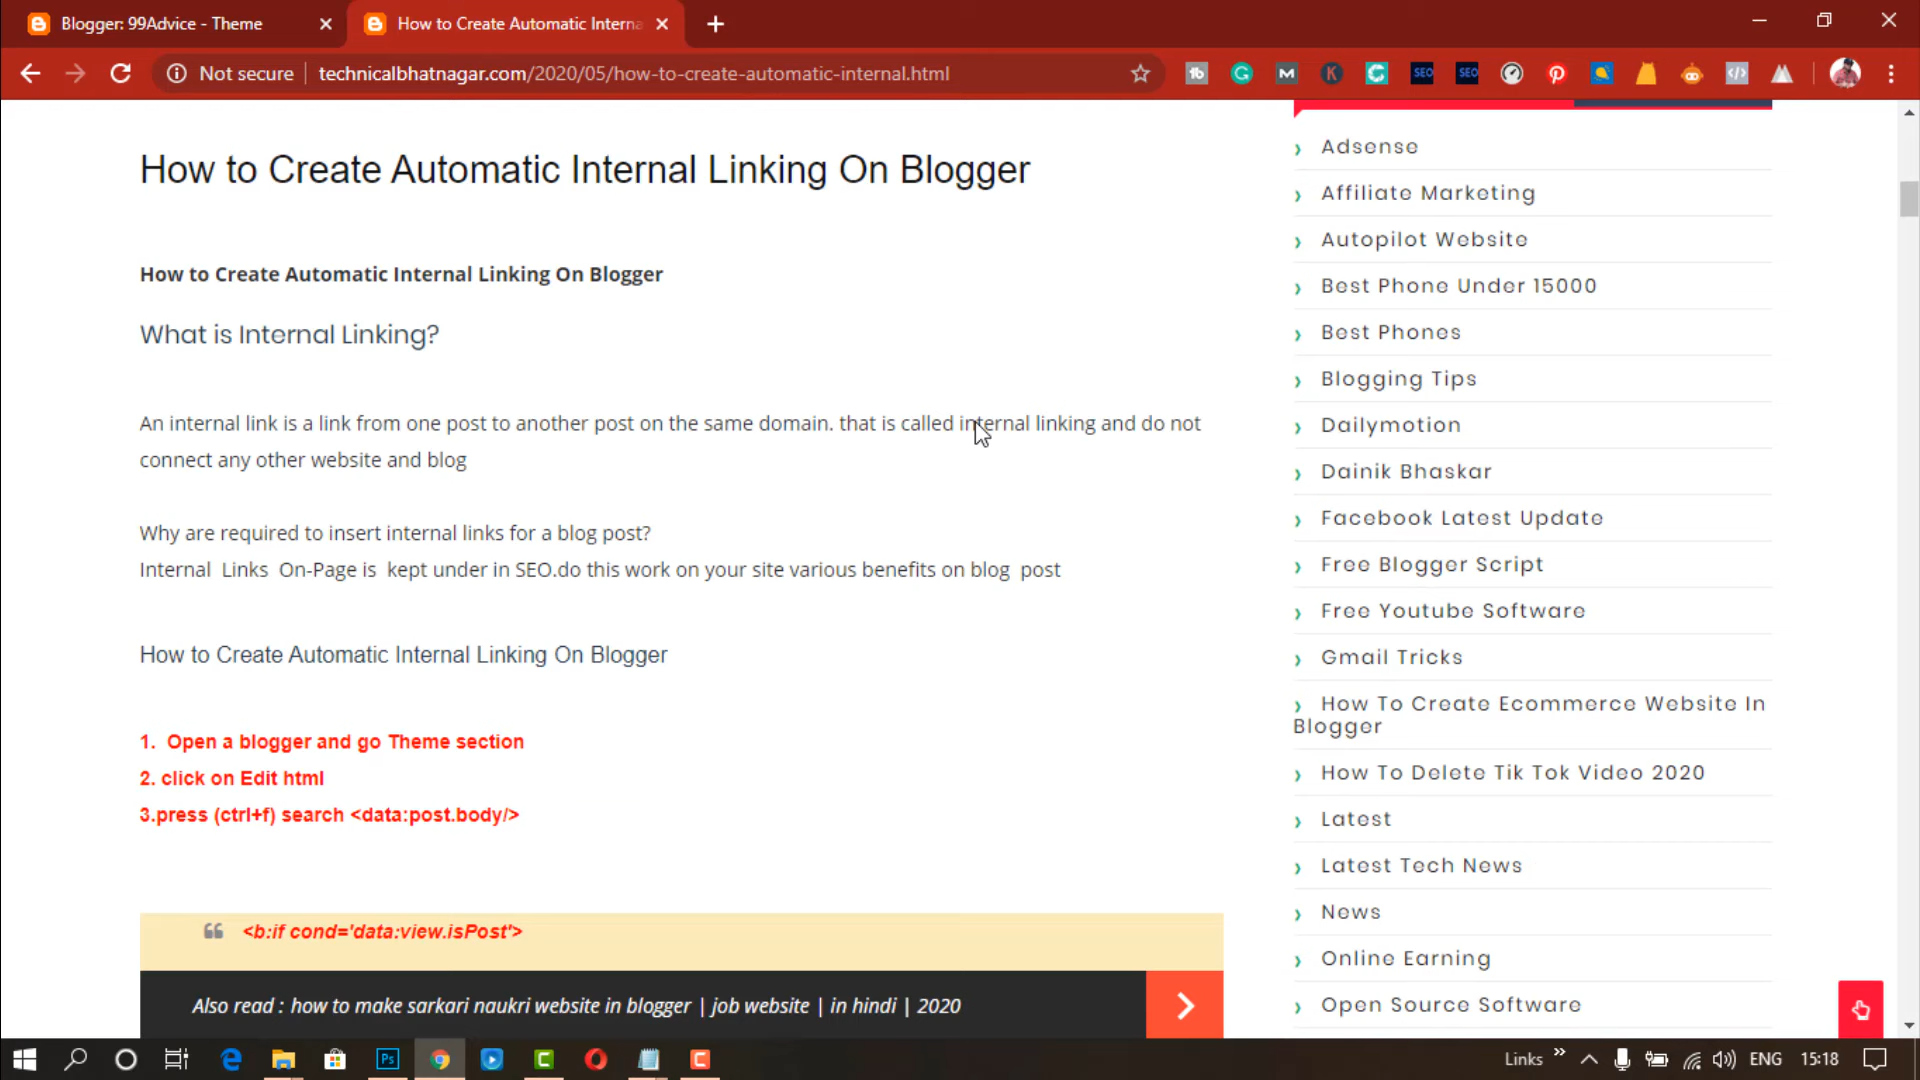 Blogger: 99Advice - Theme
How to Create Automatic Interna
Not secure
technicalbhatnagar.com/2020/05/how-to-create-automatic-internal.html
How to Create Automatic Internal Linking On Blogger
How to Create Automatic Internal Linking On Blogger
What is Internal Linking?
An internal link is a link from one post to another post on the same domain. that is called internal linking and do not
connect any other website and blog
Why are required to insert internal links for a blog post?
Internal Links On-Page is kept under in SEO.do this work on your site various benefits on blog post
How to Create Automatic Internal Linking On Blogger
1. Open a blogger and go Theme section
2. click on Edit html
3.press (ctrl+f) search <data:post.body/>
<b:if cond='data:view.isPost'>
Also read : how to make sarkari naukri website in blogger | job website | in hindi | 2020
Adsense
Affiliate Marketing
Autopilot Website
Best Phone Under 15000
Best Phones
Blogging Tips
Dailymotion
Dainik Bhaskar
Facebook Latest Update
Free Blogger Script
Free Youtube Software
Gmail Tricks
How To Create Ecommerce Website In
Blogger
How To Delete Tik Tok Video 2020
Latest
Latest Tech News
News
Online Earning
Open Source Software
Links
ENG
15:18